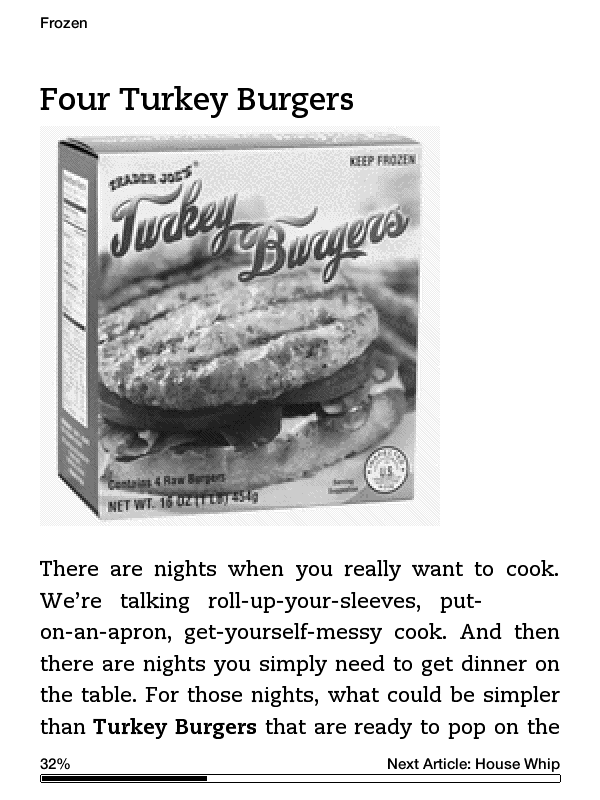 Frozen
Four Turkey Burgers
KEEP FROZEN
TRADER JOE'S®
Turkey
Burgers
Contains 4 Raw Burgers
NET WT. 16 OZ (1 LB) 454g
Serving
Suggestion
U.S.
There are nights when you really want to cook.
We're talking roll-up-your-sleeves, put-
on-an-apron, get-yourself-messy cook. And then
there are nights you simply need to get dinner on
the table. For those nights, what could be simpler
than Turkey Burgers that are ready to pop on the
32%
Next Article: House Whip